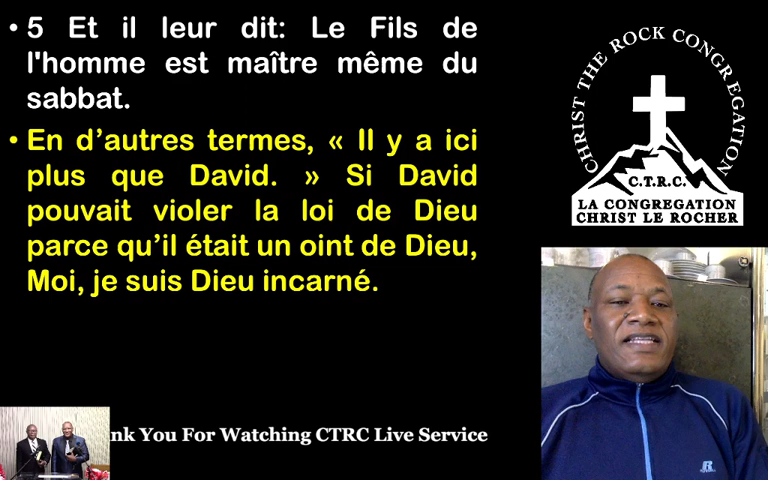 • 5 Et il leur dit: Le Fils de
l'homme est maître même du
sabbat.
• En d’autres termes, « Il y a ici
plus que David. » Si David
pouvait violer la loi de Dieu
parce qu’il était un oint de Dieu,
Moi, je suis Dieu incarné.
CHRIST THE ROCK CONGREGATION
C.T.R.C.
LA CONGREGATION
CHRIST LE ROCHER
You For Watching CTRC Live Service
R